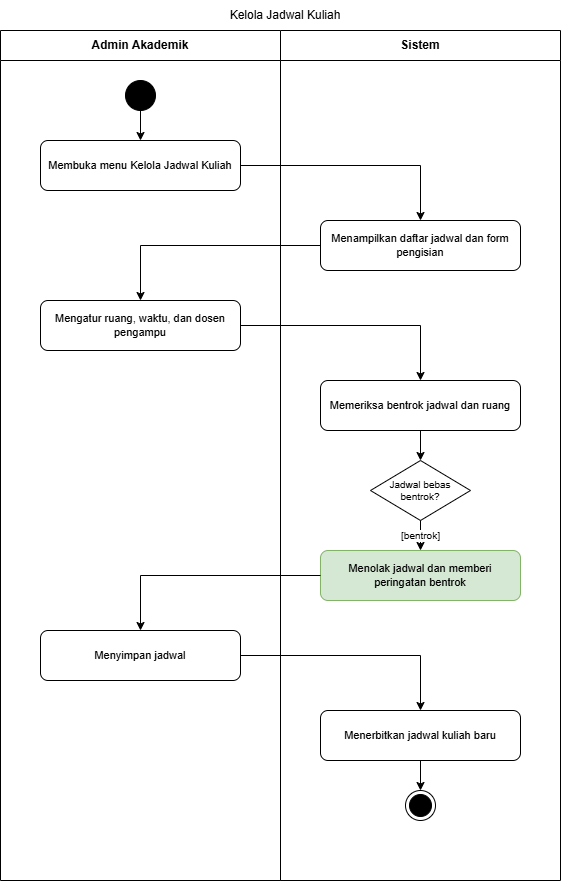 Kelola Jadwal Kuliah
Admin Akademik
Sistem
Membuka menu Kelola Jadwal Kuliah
Menampilkan daftar jadwal dan form
pengisian
Mengatur ruang, waktu, dan dosen
pengampu
Memeriksa bentrok jadwal dan ruang
Jadwal bebas
bentrok?
[bentrok]
Menolak jadwal dan memberi
peringatan bentrok
Menyimpan jadwal
Menerbitkan jadwal kuliah baru